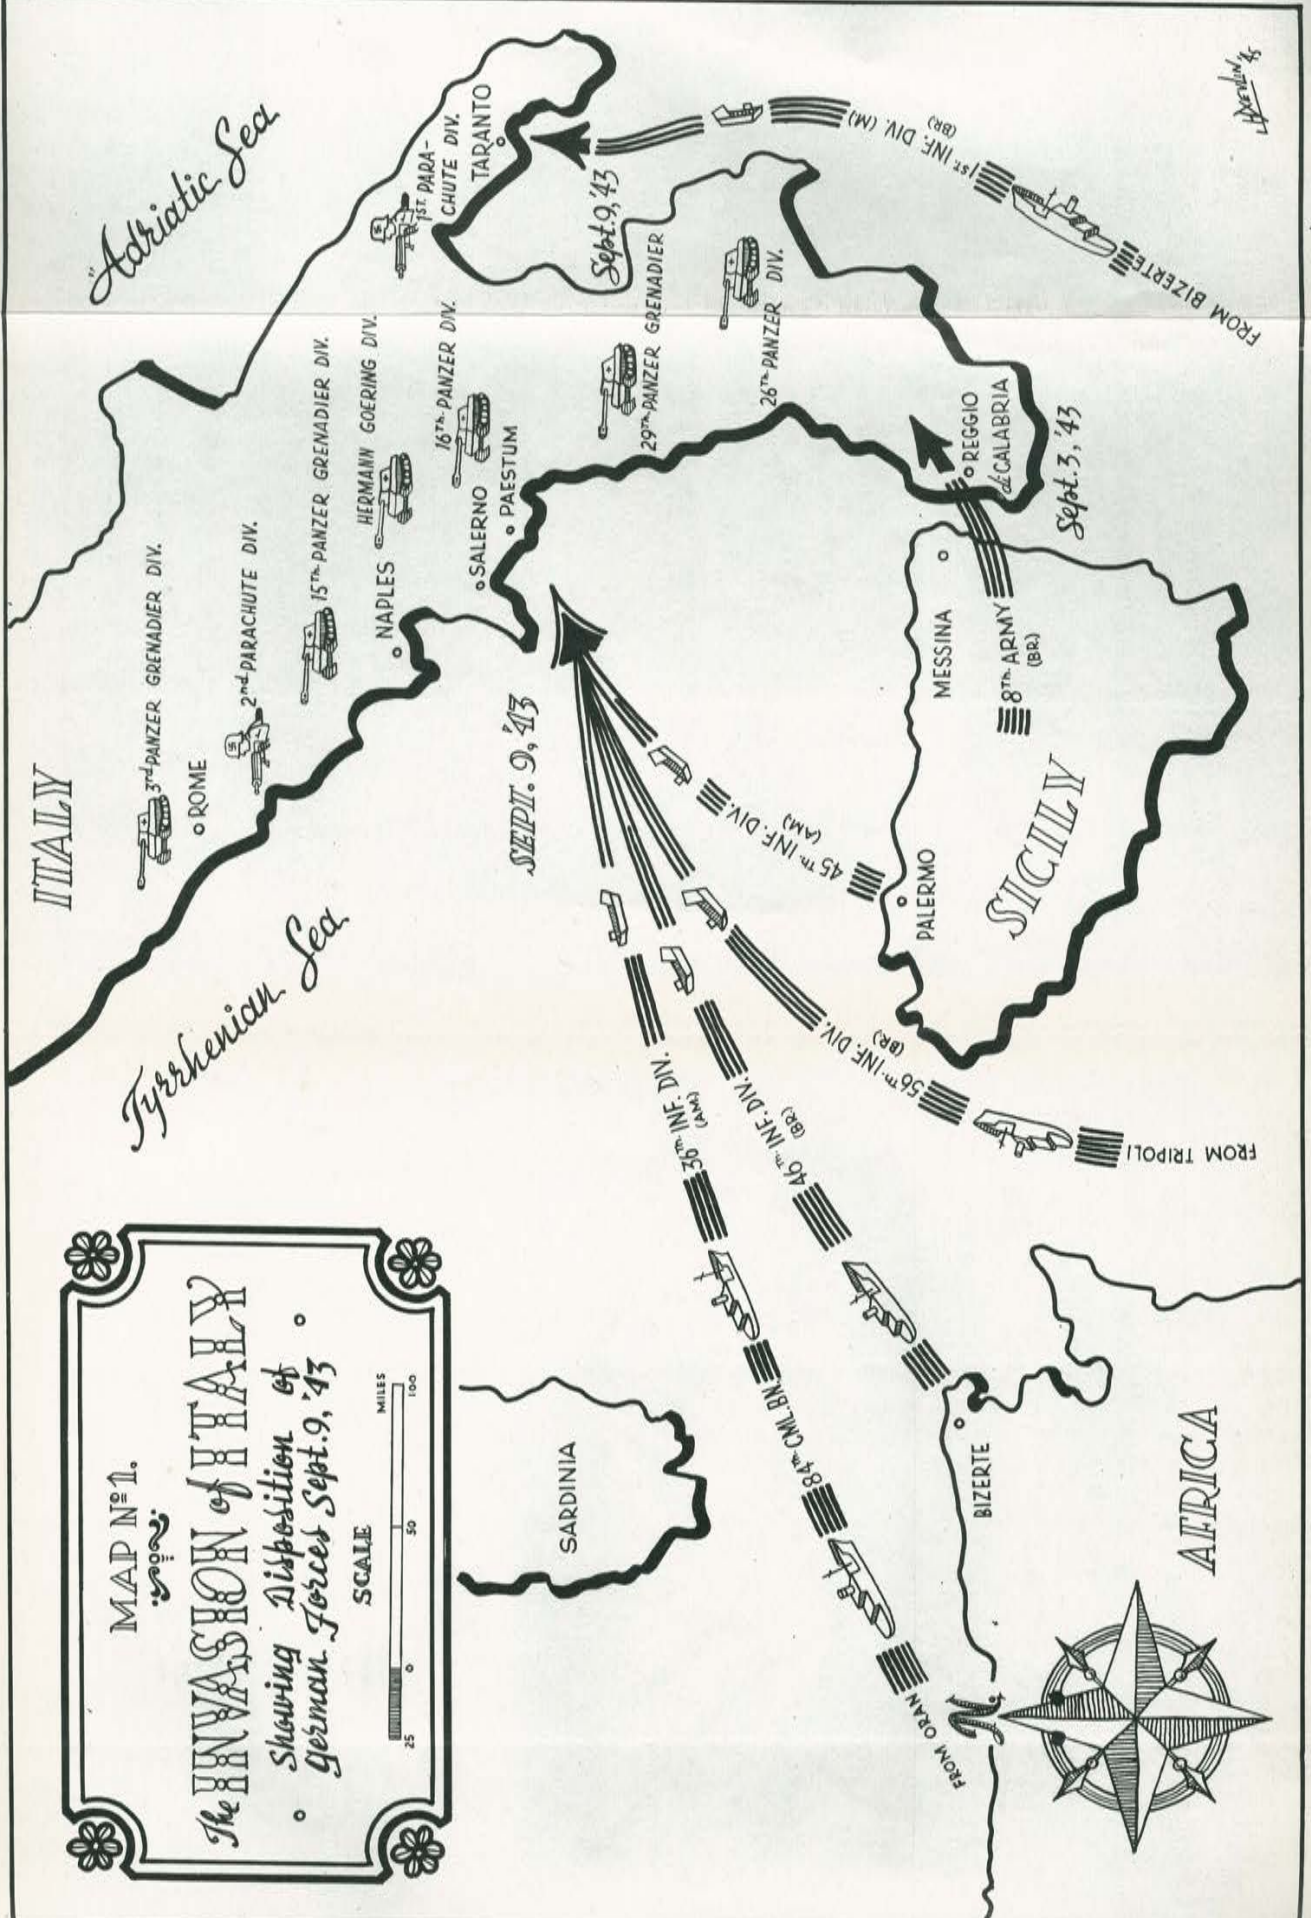 MAP Nº1.
The INVASION of ITALY
Showing Disposition of
German Forces Sept. 9, '43
SCALE
MILES
25 0 50 100
ITALY
Adriatic Sea
Tyrrhenian Sea
3rd PANZER GRENADIER DIV.
ROME
2nd PARACHUTE DIV.
15TH PANZER GRENADIER DIV.
NAPLES
HERMANN GOERING DIV.
16TH PANZER DIV.
SALERNO
PAESTUM
1ST PARA-
CHUTE DIV.
TARANTO
Sept. 9, '43
29TH PANZER GRENADIER
26TH PANZER DIV.
1ST INF. DIV. (M)
(BR)
FROM BIZERTE
REGGIO
di CALABRIA
Sept. 3, '43
SEPT. 9, '43
MESSINA
8TH ARMY
(BR.)
PALERMO
SICILY
45TH INF. DIV.
(AM)
56TH INF. DIV.
(BR.)
FROM TRIPOLI
36TH INF. DIV.
(AM)
46TH INF. DIV.
(BR.)
84TH CML. BN.
FROM ORAN
SARDINIA
BIZERTE
AFRICA